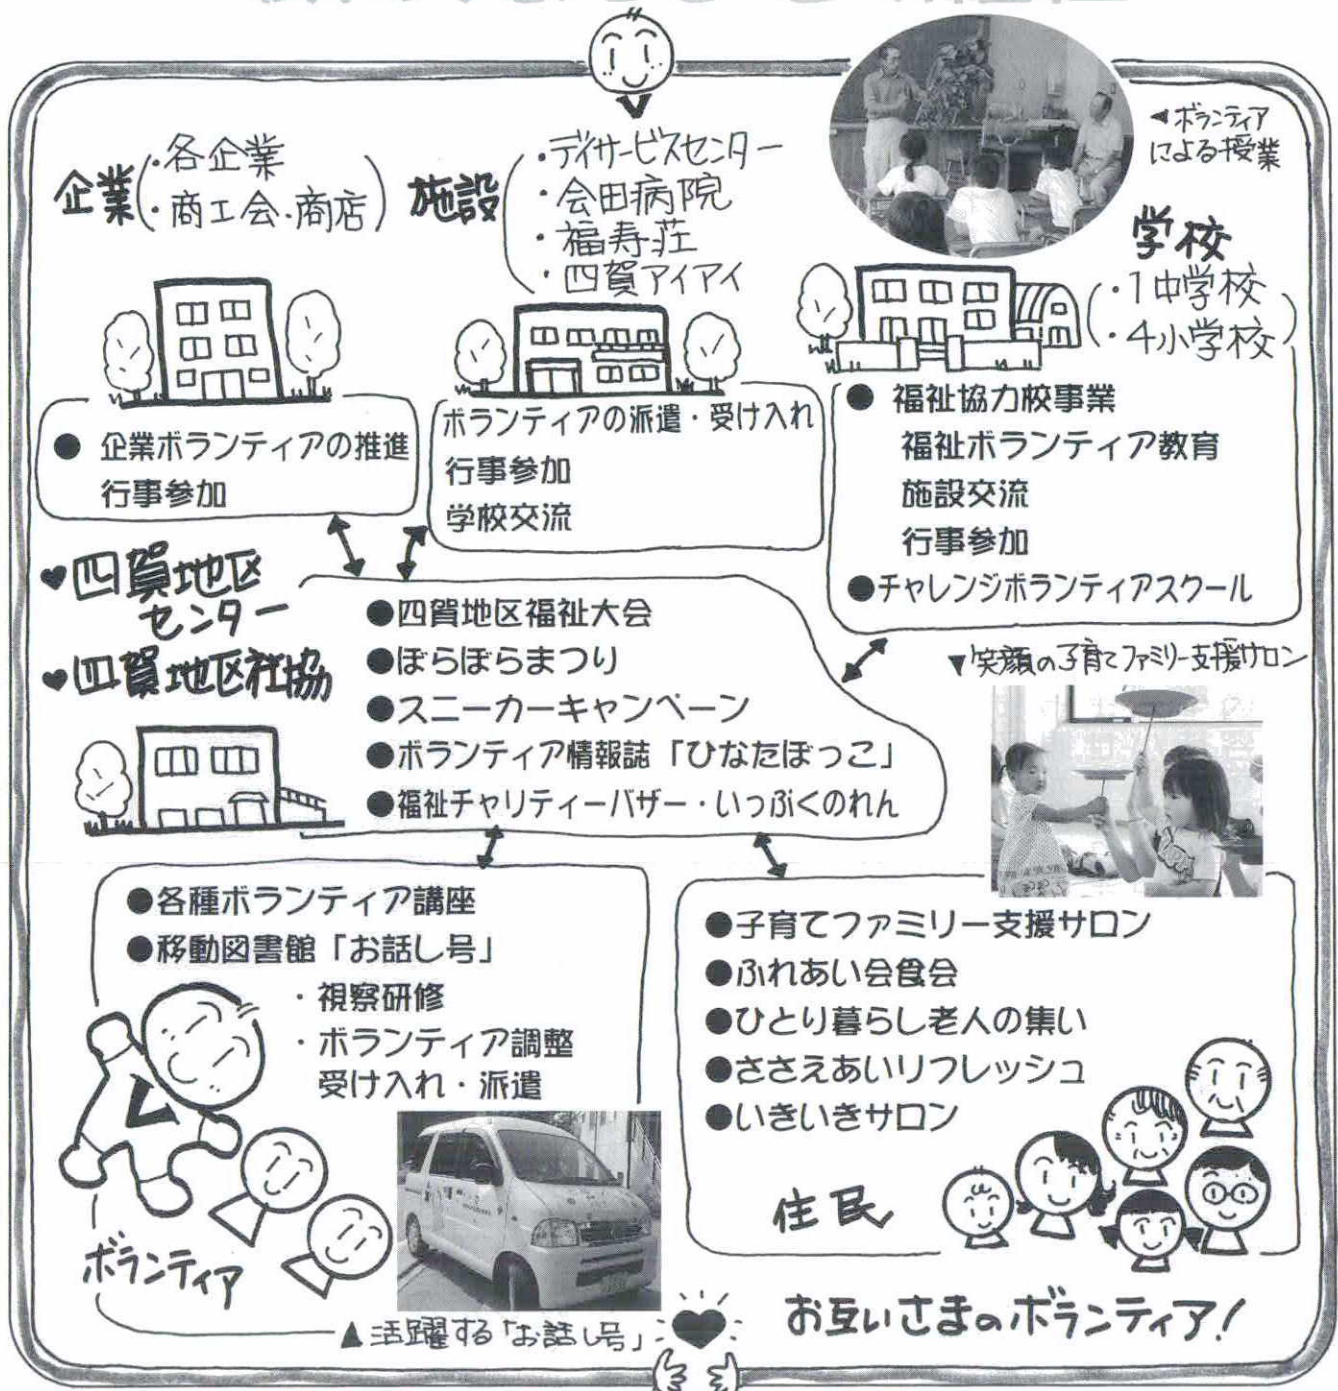 企業
・各企業
・商工会・商店
施設
・デイサービスセンター
・会田病院
・福寿荘
・四賀アイアイ
◀ボランティア
による授業
学校
・1中学校
・4小学校
● 企業ボランティアの推進
行事参加
ボランティアの派遣・受け入れ
行事参加
学校交流
● 福祉協力校事業
福祉ボランティア教育
施設交流
行事参加
●チャレンジボランティアスクール
♥四賀地区
センター
♥四賀地区社協
●四賀地区福祉大会
●ぼらぼらまつり
●スニーカーキャンペーン
●ボランティア情報誌「ひなたぼっこ」
●福祉チャリティーバザー・いっぷくのれん
▼笑顔の子育てファミリー支援サロン
●各種ボランティア講座
●移動図書館「お話し号」
・視察研修
・ボランティア調整
受け入れ・派遣
ボランティア
▲活躍する「お話し号」
●子育てファミリー支援サロン
●ふれあい会食会
●ひとり暮らし老人の集い
●ささえあいリフレッシュ
●いきいきサロン
住民
お互いさまのボランティア!